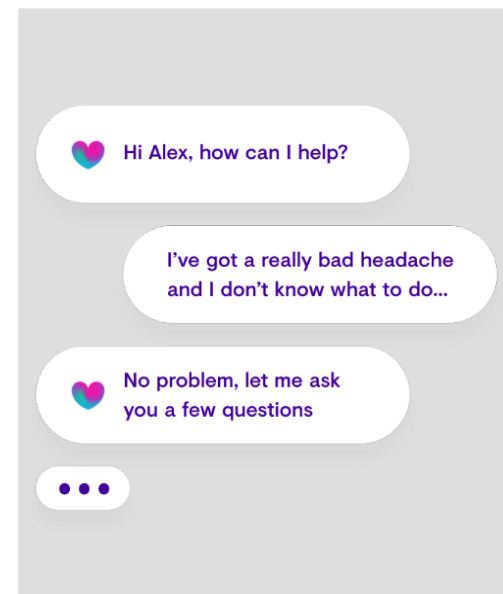 Hi Alex, how can I help?
I’ve got a really bad headache
and I don’t know what to do...
No problem, let me ask
you a few questions